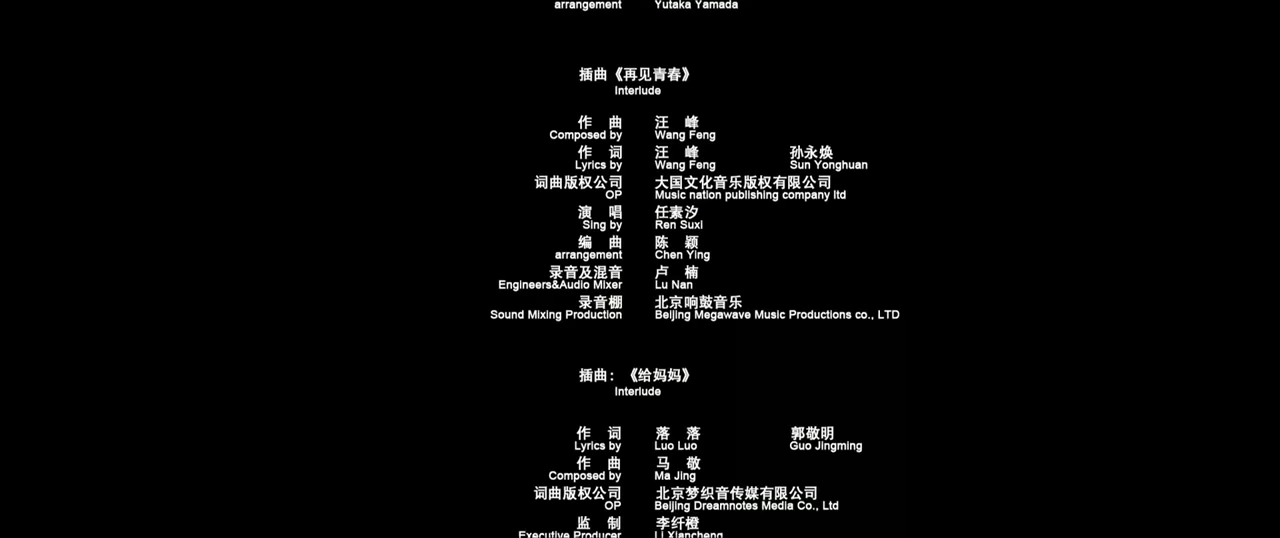 arrangement Yutaka Yamada
插曲《再见青春》
Interlude
作 曲 汪 峰
Composed by Wang Feng
作 词 汪 峰 孙永焕
Lyrics by Wang Feng Sun Yonghuan
词曲版权公司 大国文化音乐版权有限公司
OP Music nation publishing company ltd
演 唱 任素汐
Sing by Ren Suxi
编 曲 陈 颖
arrangement Chen Ying
录音及混音 卢 楠
Engineers&Audio Mixer Lu Nan
录音棚 北京响鼓音乐
Sound Mixing Production Beijing Megawave Music Productions co., LTD
插曲：《给妈妈》
Interlude
作 词 落 落 郭敬明
Lyrics by Luo Luo Guo Jingming
作 曲 马 敬
Composed by Ma Jing
词曲版权公司 北京梦织音传媒有限公司
OP Beijing Dreamnotes Media Co., Ltd
监 制 李纤橙
Executive Producer Li Xiancheng